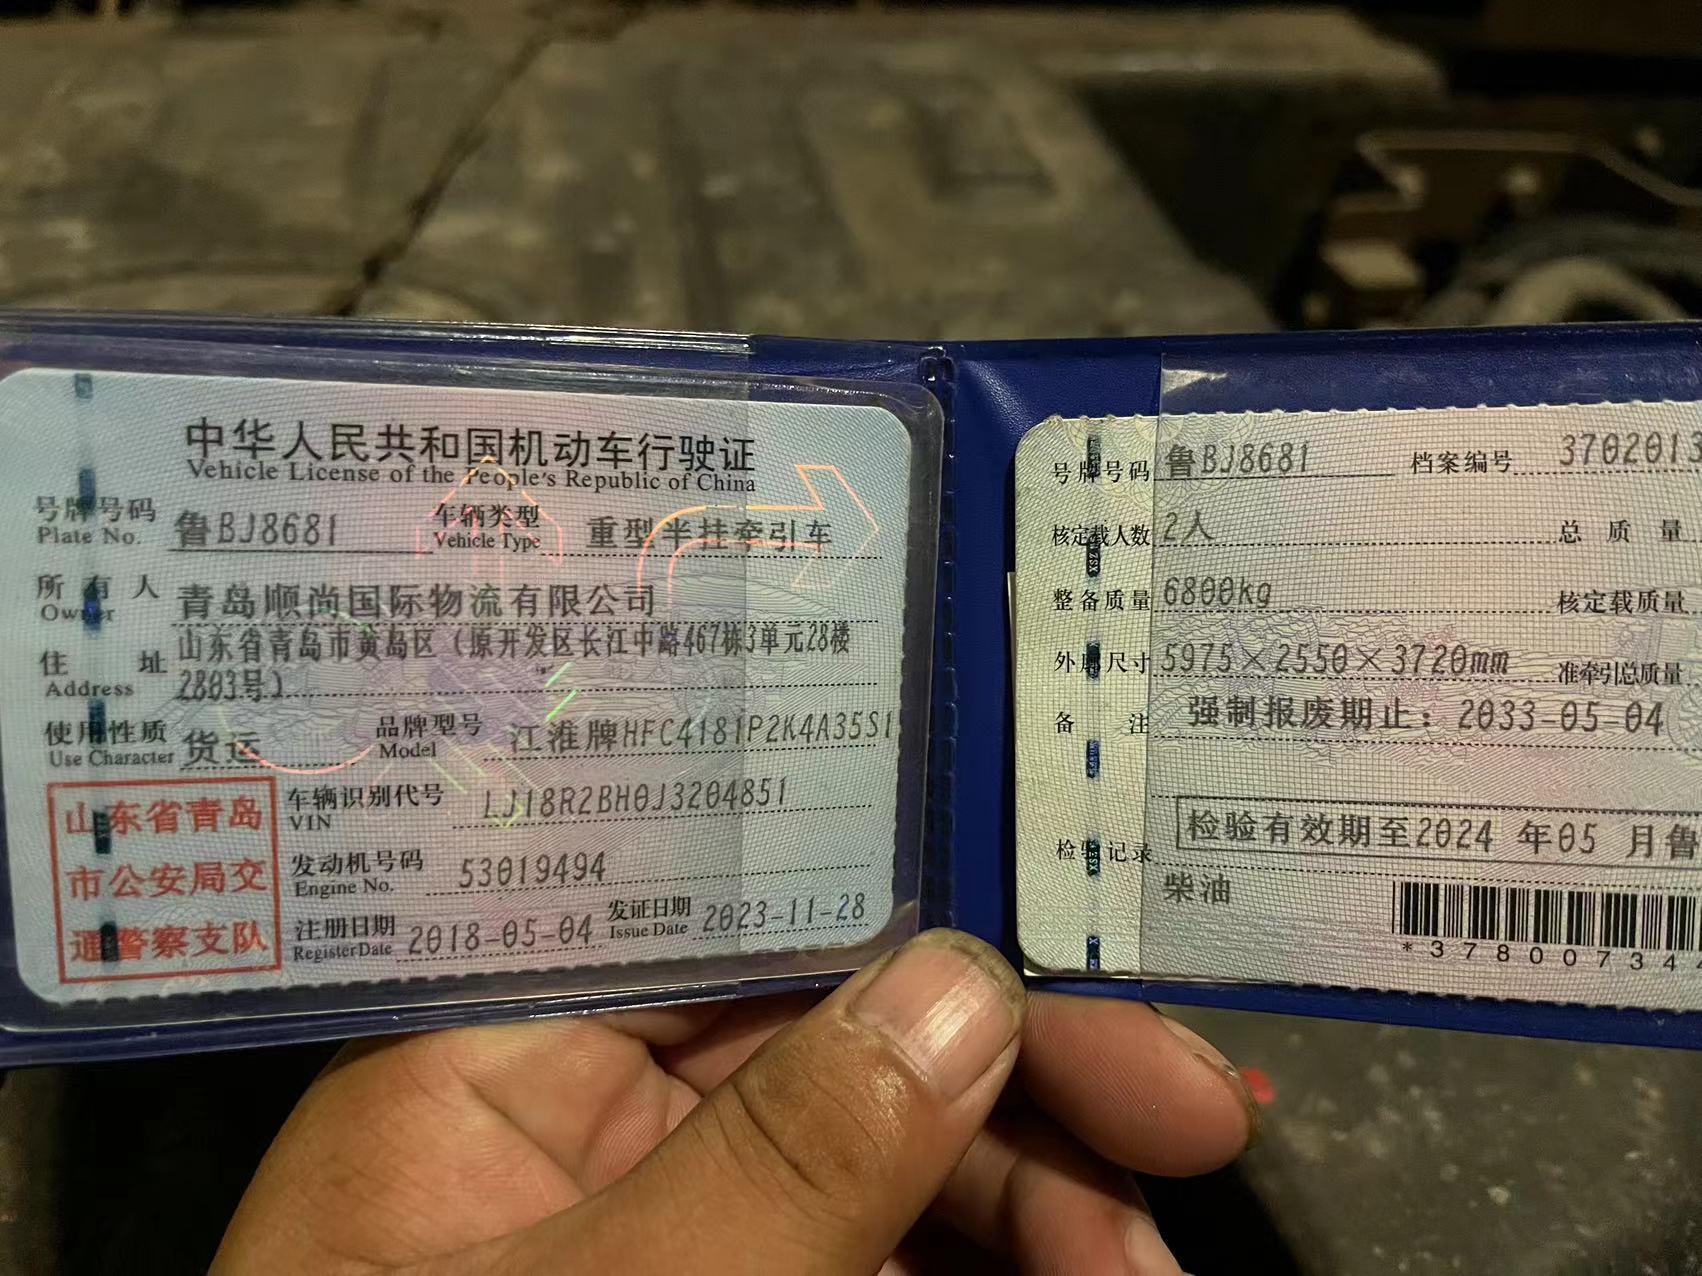 中华人民共和国机动车行驶证
Vehicle License of the People's Republic of China
号牌号码 鲁BJ8681 车辆类型 重型半挂牵引车
Plate No. Vehicle Type
所有人 青岛顺尚国际物流有限公司
Owner
住址 山东省青岛市黄岛区（原开发区长江中路467栋3单元28楼
Address 2803号）
使用性质 货运 品牌型号 江淮牌HFC4181P2K4A35S1
Use Character Model
山东省青岛
市公安局交
通警察支队
车辆识别代号 LJ18R2BH0J3204851
VIN
发动机号码 53019494
Engine No.
注册日期 2018-05-04 发证日期 2023-11-28
Register Date Issue Date
号牌号码 鲁BJ8681 档案编号 3702013
核定载人数 2人 总质量
整备质量 6800kg 核定载质量
外廓尺寸 5975×2550×3720mm 准牵引总质量
备注 强制报废期止：2033-05-04
检验记录 检验有效期至2024 年05 月鲁
柴油
*378007344